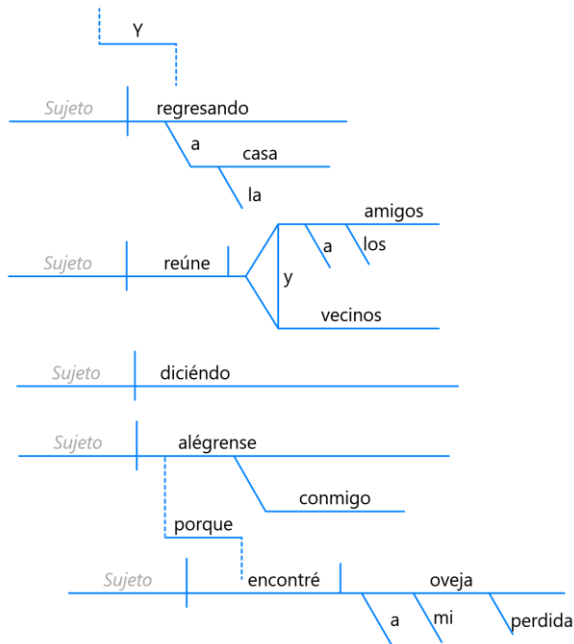 Y
Sujeto regresando
a casa
la
amigos
a los
Sujeto reúne
y
vecinos
Sujeto diciéndo
Sujeto alégrense
conmigo
porque
Sujeto encontré oveja
a mi perdida